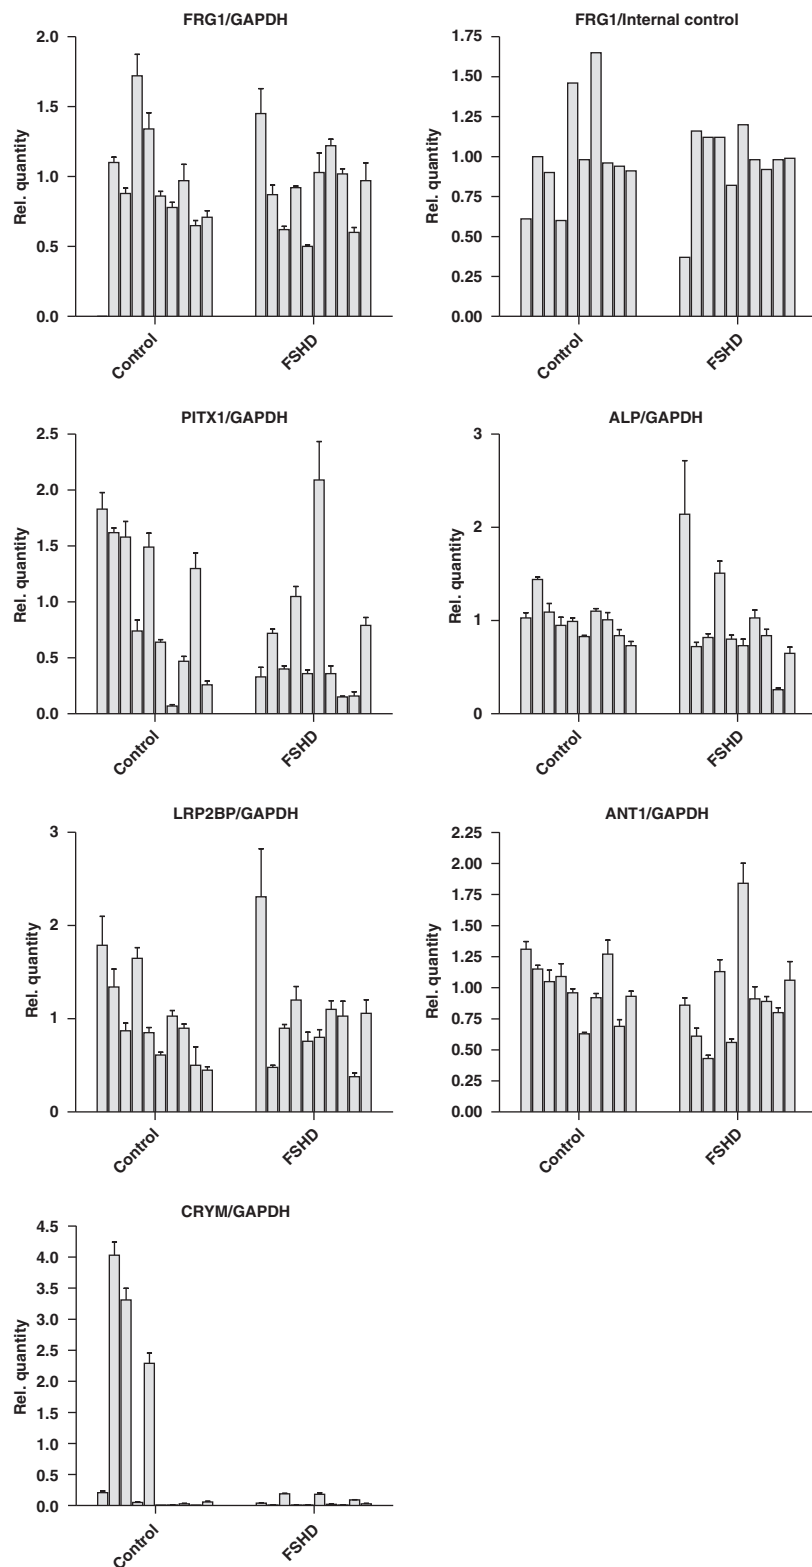 FRG1/GAPDH
2.0
1.5
1.0
0.5
0.0
Rel. quantity
Control
FSHD
FRG1/Internal control
1.75
1.50
1.25
1.00
0.75
0.50
0.25
0.00
Rel. quantity
Control
FSHD
PITX1/GAPDH
2.5
2.0
1.5
1.0
0.5
0.0
Rel. quantity
Control
FSHD
ALP/GAPDH
3
2
1
0
Rel. quantity
Control
FSHD
LRP2BP/GAPDH
3
2
1
0
Rel. quantity
Control
FSHD
ANT1/GAPDH
2.25
2.00
1.75
1.50
1.25
1.00
0.75
0.50
0.25
0.00
Rel. quantity
Control
FSHD
CRYM/GAPDH
4.5
4.0
3.5
3.0
2.5
2.0
1.5
1.0
0.5
0.0
Rel. quantity
Control
FSHD